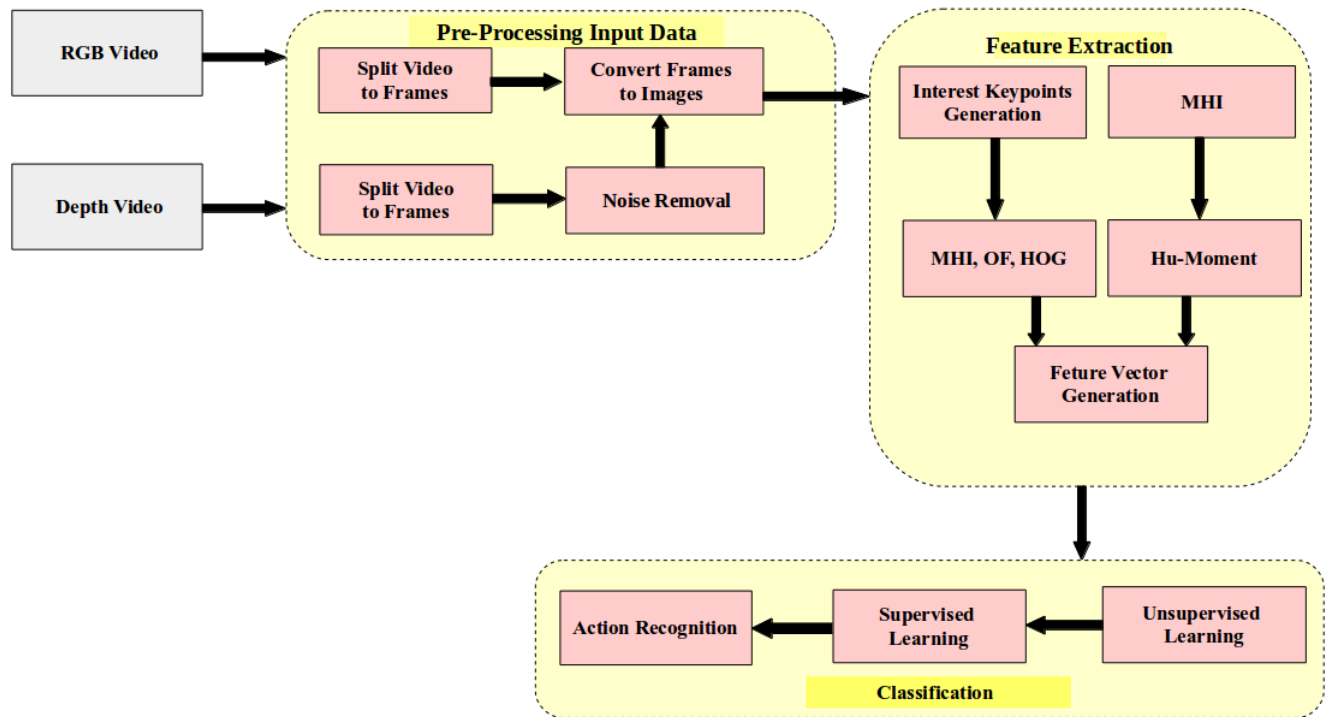 RGB Video
Depth Video
Pre-Processing Input Data
Split Video
to Frames
Convert Frames
to Images
Split Video
to Frames
Noise Removal
Feature Extraction
Interest Keypoints
Generation
MHI
MHI, OF, HOG
Hu-Moment
Feture Vector
Generation
Action Recognition
Supervised
Learning
Unsupervised
Learning
Classification